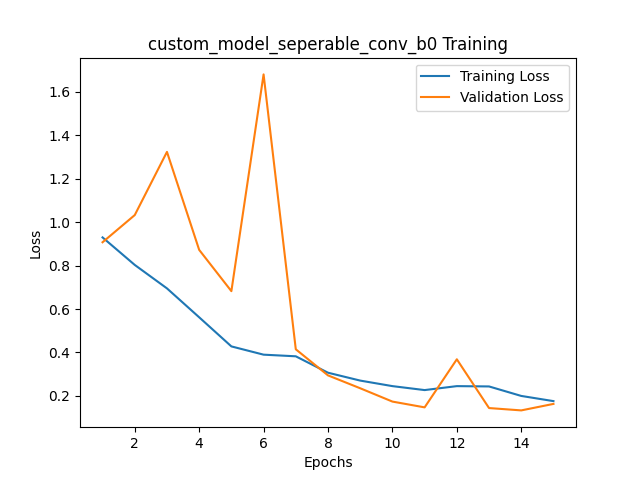 custom_model_seperable_conv_b0 Training
Training Loss
Validation Loss
1.6
1.4
1.2
1.0
0.8
0.6
0.4
0.2
Loss
2 4 6 8 10 12 14
Epochs